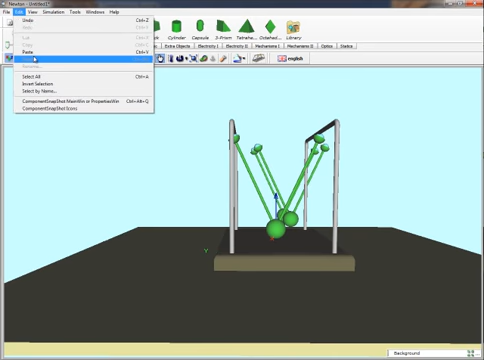 Newton - Untitled1*
File Edit View Simulation Tools Windows Help
Cylinder Capsule 3-Prism Tetrahe... Octahed... Library
Extra Objects Electricity I Electricity II Mechanisms I Mechanisms II Optics Statics
english
Undo Ctrl+Z
Paste Ctrl+V
Select All Ctrl+A
Invert Selection
Select by Name...
ComponentSnapShot MainWin or PropertiesWin Ctrl+Alt+Q
ComponentSnapShot Icons
Y
Background